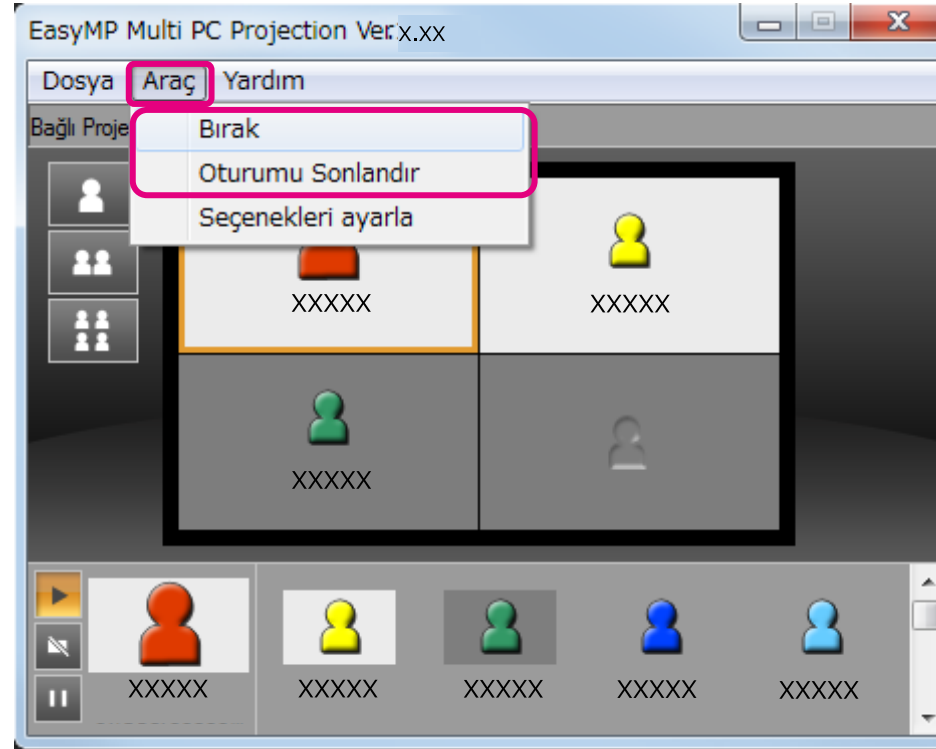 EasyMP Multi PC Projection Ver.x.xx
Dosya Araç Yardım
Bağlı Proje
Bırak
Oturumu Sonlandır
Seçenekleri ayarla
XXXXX XXXXX
XXXXX
XXXXX XXXXX XXXXX XXXXX XXXXX